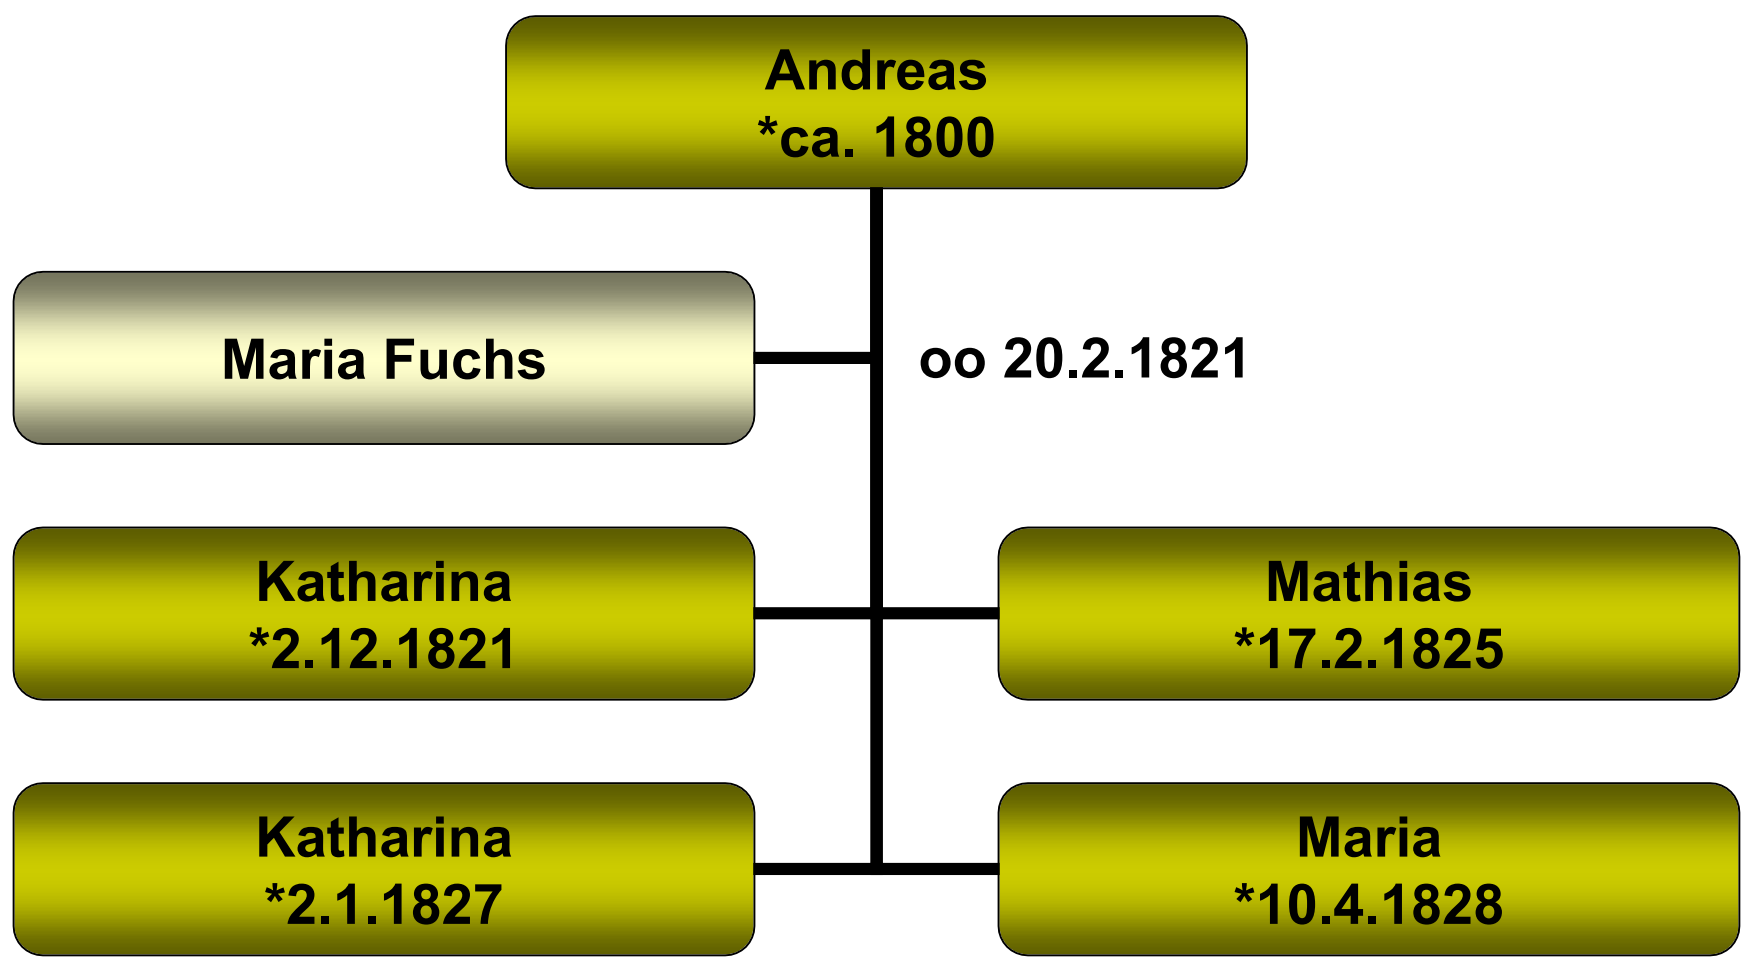 Andreas
*ca. 1800
Maria Fuchs
oo 20.2.1821
Katharina
*2.12.1821
Mathias
*17.2.1825
Katharina
*2.1.1827
Maria
*10.4.1828